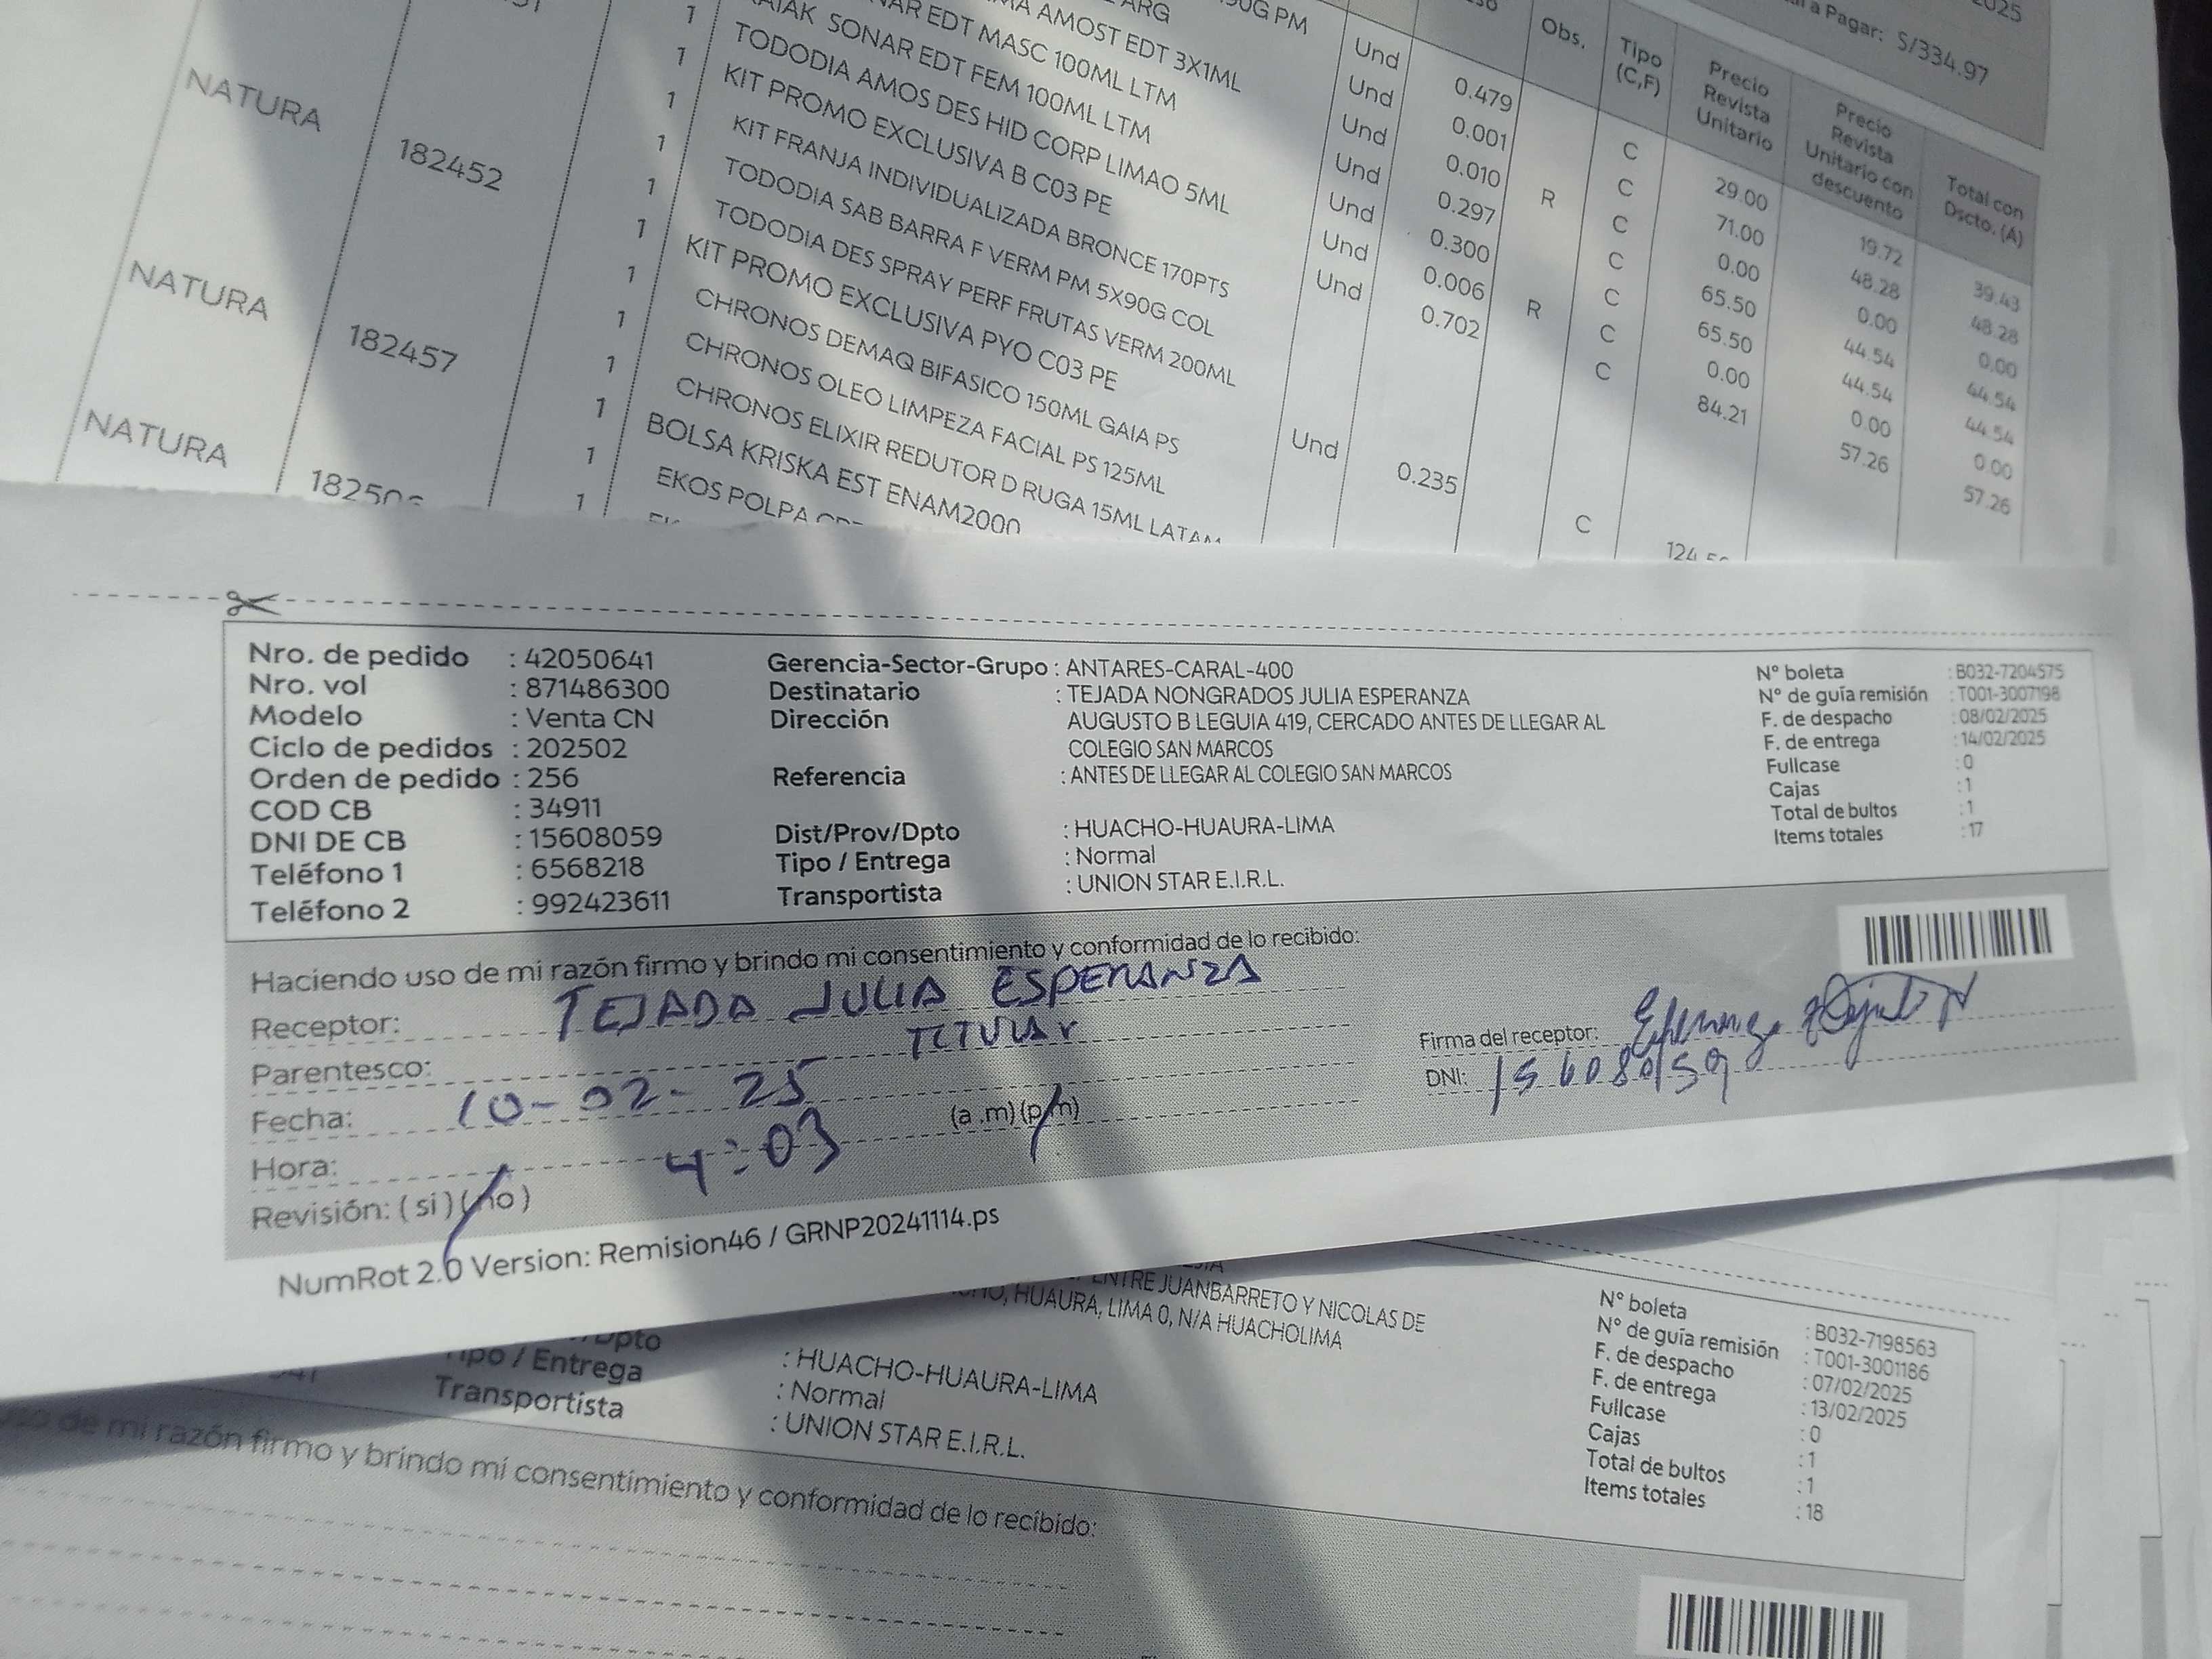 2025
a Pagar: S/334.97
Obs.
Tipo (C,F)
Precio Revista Unitario
Precio Revista Unitario con descuento
Total con Dscto. (A)
ARG
AMOST EDT 3X1ML
EDT MASC 100ML LTM
SONAR EDT FEM 100ML LTM
TODODIA AMOS DES HID CORP LIMAO 5ML
KIT PROMO EXCLUSIVA B C03 PE
KIT FRANJA INDIVIDUALIZADA BRONCE 170PTS
TODODIA SAB BARRA F VERM PM 5X90G COL
TODODIA DES SPRAY PERF FRUTAS VERM 200ML
KIT PROMO EXCLUSIVA PYO C03 PE
CHRONOS DEMAQ BIFASICO 150ML GAIA PS
CHRONOS OLEO LIMPEZA FACIAL PS 125ML
CHRONOS ELIXIR REDUTOR D RUGA 15ML LATAM
BOLSA KRISKA EST ENAM2000
EKOS POLPA
NATURA 182452
NATURA 182457
NATURA
Und 0.479 C 29.00 19.72 39.43
Und 0.001 C 71.00 48.28 48.28
Und 0.010 R C 0.00 0.00 0.00
Und 0.297 C 65.50 44.54 44.54
Und 0.300 C 65.50 44.54 44.54
Und 0.006 R C 0.00 0.00 0.00
Und 0.702 C 84.21 57.26 57.26
Und 0.235 C
Nro. de pedido : 42050641
Nro. vol : 871486300
Modelo : Venta CN
Ciclo de pedidos : 202502
Orden de pedido : 256
COD CB : 34911
DNI DE CB : 15608059
Teléfono 1 : 6568218
Teléfono 2 : 992423611
Gerencia-Sector-Grupo : ANTARES-CARAL-400
Destinatario : TEJADA NONGRADOS JULIA ESPERANZA
Dirección AUGUSTO B LEGUIA 419, CERCADO ANTES DE LLEGAR AL
COLEGIO SAN MARCOS
Referencia : ANTES DE LLEGAR AL COLEGIO SAN MARCOS
Dist/Prov/Dpto : HUACHO-HUAURA-LIMA
Tipo / Entrega : Normal
Transportista : UNION STAR E.I.R.L.
N° boleta : B032-7204575
N° de guía remisión : T001-3007198
F. de despacho : 08/02/2025
F. de entrega : 14/02/2025
Fullcase : 0
Cajas : 1
Total de bultos : 1
Items totales : 17
Haciendo uso de mi razón firmo y brindo mi consentimiento y conformidad de lo recibido:
Receptor: TEJADA JULIA ESPERANZA
Parentesco: TITULAR
Fecha: 10-02-25
Hora: 4:03 (a.m)(p.m)
Revisión: (si)(no)
Firma del receptor:
DNI: 15608059
NumRot 2.0 Version: Remision46 / GRNP20241114.ps
ENTRE JUANBARRETO Y NICOLAS DE
HUAURA, LIMA 0, N/A HUACHOLIMA
/Dpto : HUACHO-HUAURA-LIMA
Tipo / Entrega : Normal
Transportista : UNION STAR E.I.R.L.
N° boleta : B032-7198563
N° de guía remisión : T001-3001186
F. de despacho : 07/02/2025
F. de entrega : 13/02/2025
Fullcase : 0
Cajas : 1
Total de bultos : 1
Items totales : 18
uso de mi razón firmo y brindo mi consentimiento y conformidad de lo recibido: